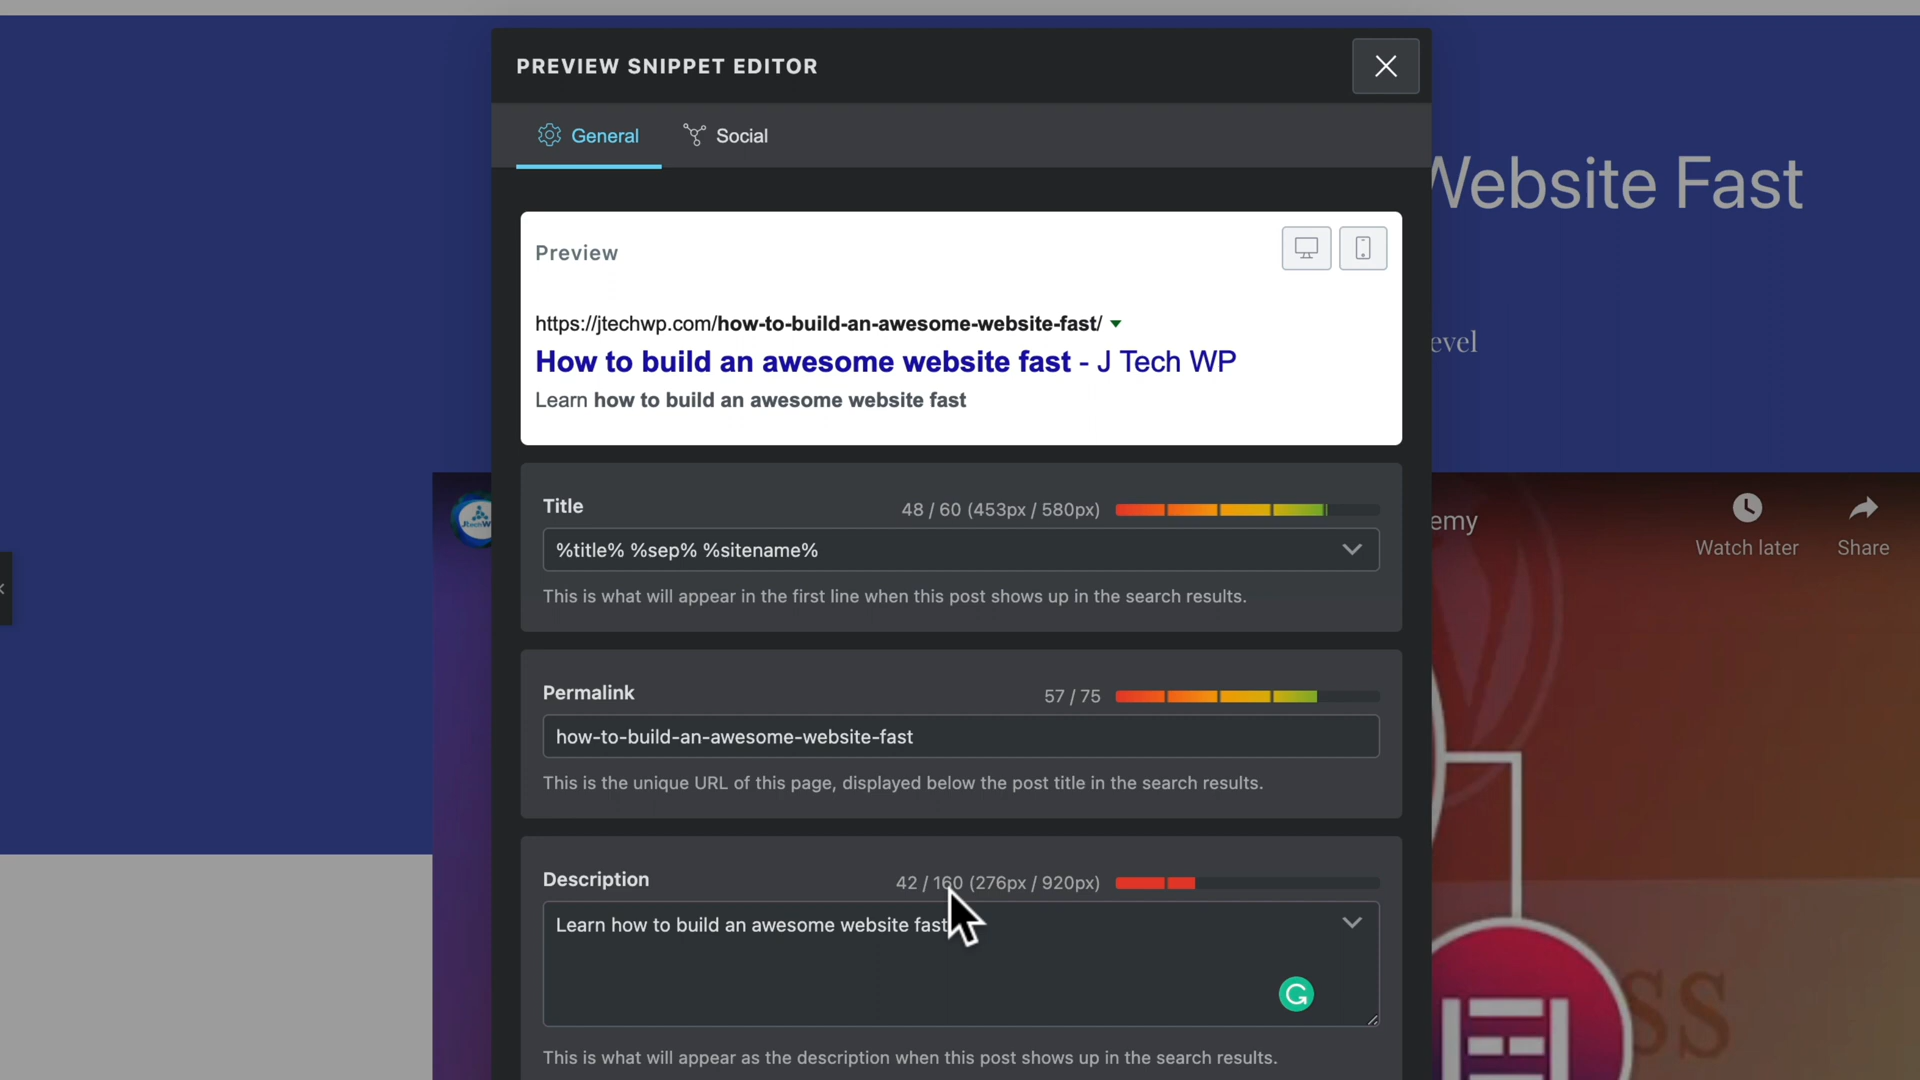 PREVIEW SNIPPET EDITOR
General
Social
Website Fast
Preview
https://jtechwp.com/how-to-build-an-awesome-website-fast/
How to build an awesome website fast - J Tech WP
Learn how to build an awesome website fast
evel
Title
48 / 60 (453px / 580px)
%title% %sep% %sitename%
This is what will appear in the first line when this post shows up in the search results.
emy
Watch later
Share
Permalink
57 / 75
how-to-build-an-awesome-website-fast
This is the unique URL of this page, displayed below the post title in the search results.
Description
42 / 160 (276px / 920px)
Learn how to build an awesome website fast
SS
This is what will appear as the description when this post shows up in the search results.